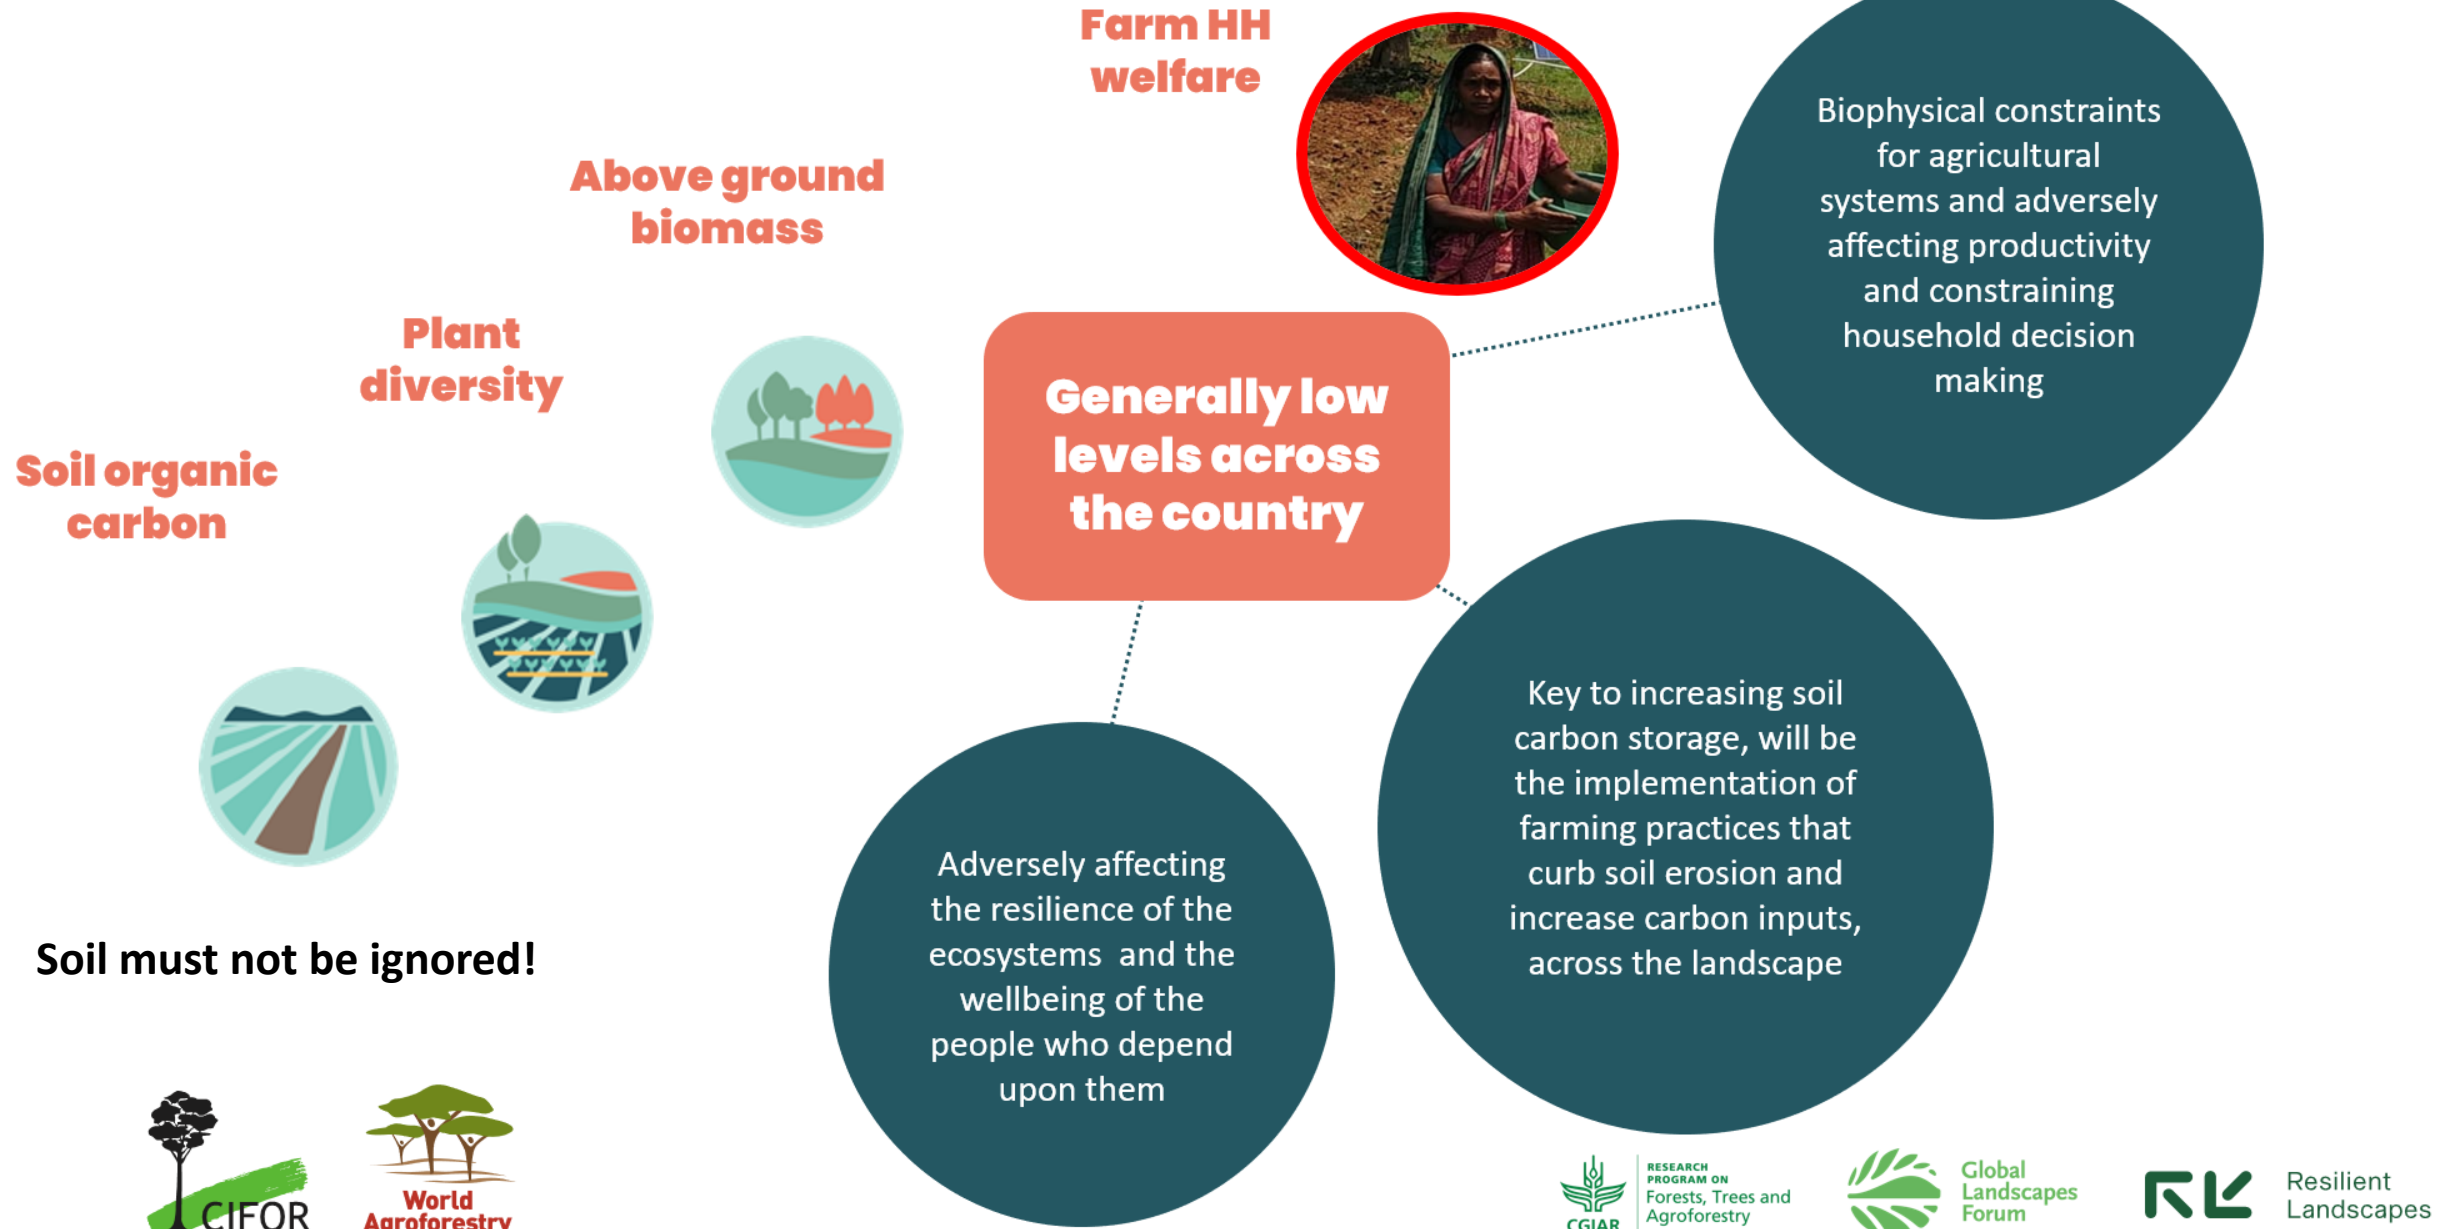 Farm HH
welfare
Above ground
biomass
Plant
diversity
Soil organic
carbon
Generally low
levels across
the country
Biophysical constraints
for agricultural
systems and adversely
affecting productivity
and constraining
household decision
making
Key to increasing soil
carbon storage, will be
the implementation of
farming practices that
curb soil erosion and
increase carbon inputs,
across the landscape
Adversely affecting
the resilience of the
ecosystems and the
wellbeing of the
people who depend
upon them
Soil must not be ignored!
CIFOR
World
Agroforestry
CGIAR
RESEARCH
PROGRAM ON
Forests, Trees and
Agroforestry
Global
Landscapes
Forum
Resilient
Landscapes